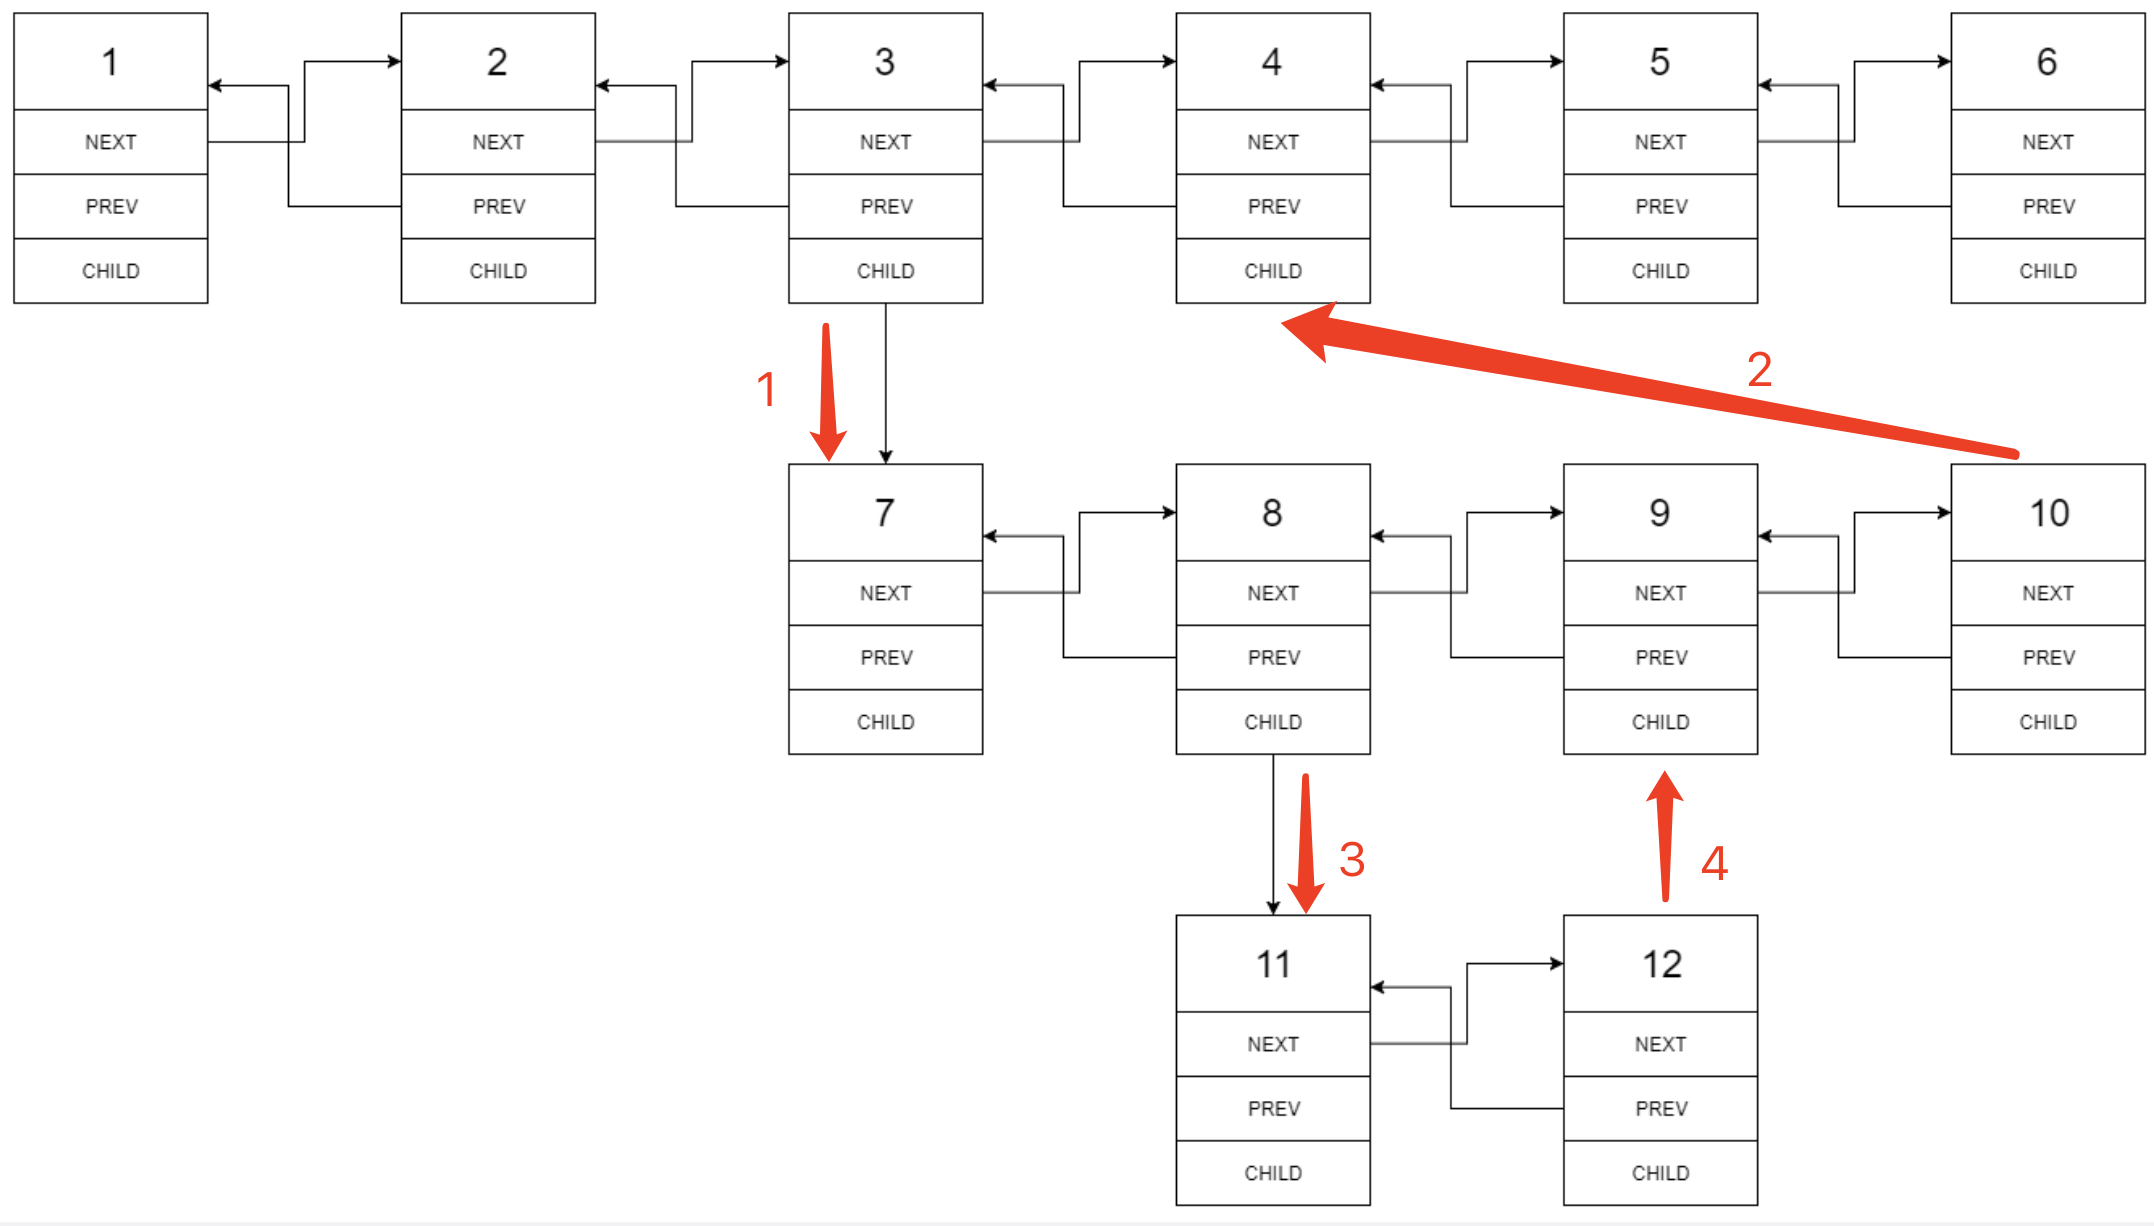 1 2 3 4 5 6
NEXT NEXT NEXT NEXT NEXT NEXT
PREV PREV PREV PREV PREV PREV
CHILD CHILD CHILD CHILD CHILD CHILD
1 2
7 8 9 10
NEXT NEXT NEXT NEXT
PREV PREV PREV PREV
CHILD CHILD CHILD CHILD
3 4
11 12
NEXT NEXT
PREV PREV
CHILD CHILD